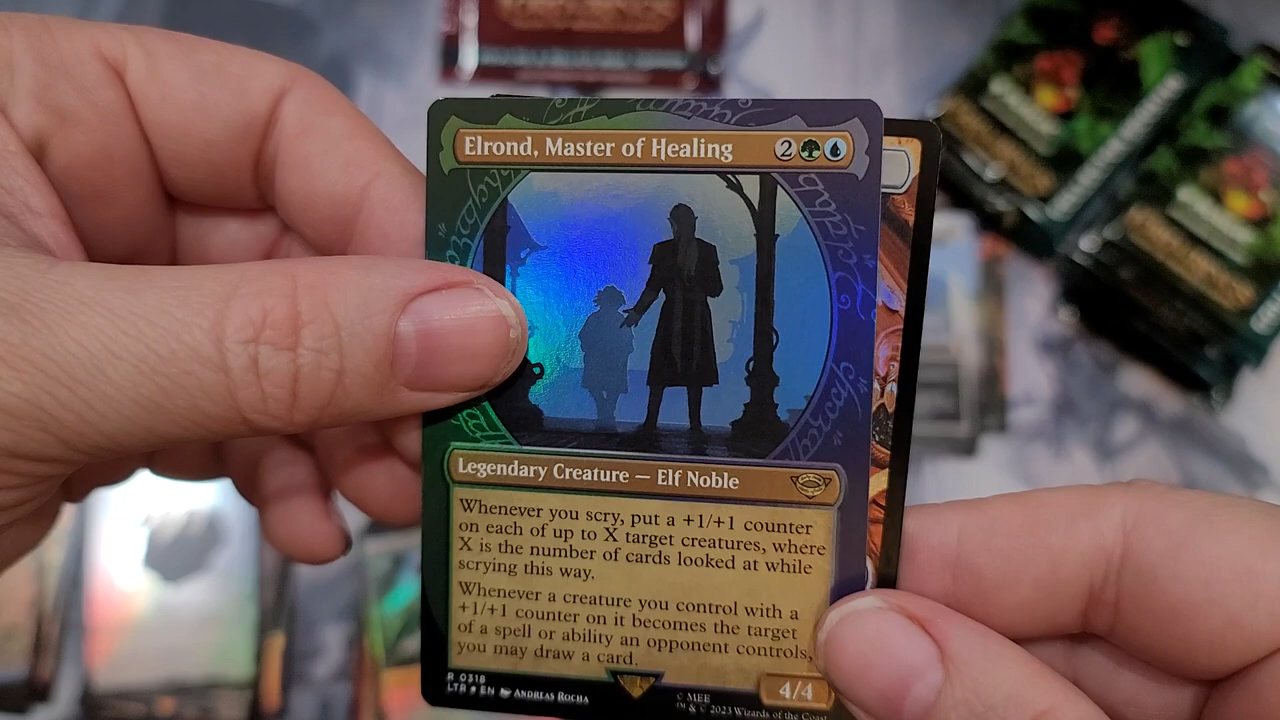 Elrond, Master of Healing 2
Legendary Creature — Elf Noble
Whenever you scry, put a +1/+1 counter
on each of up to X target creatures, where
X is the number of cards looked at while
scrying this way.
Whenever a creature you control with a
+1/+1 counter on it becomes the target
of a spell or ability an opponent controls,
you may draw a card.
4/4
R 0318
LTR EN ANDREAS ROCHA
© MEE
™ & © 2023 Wizards of the Coast